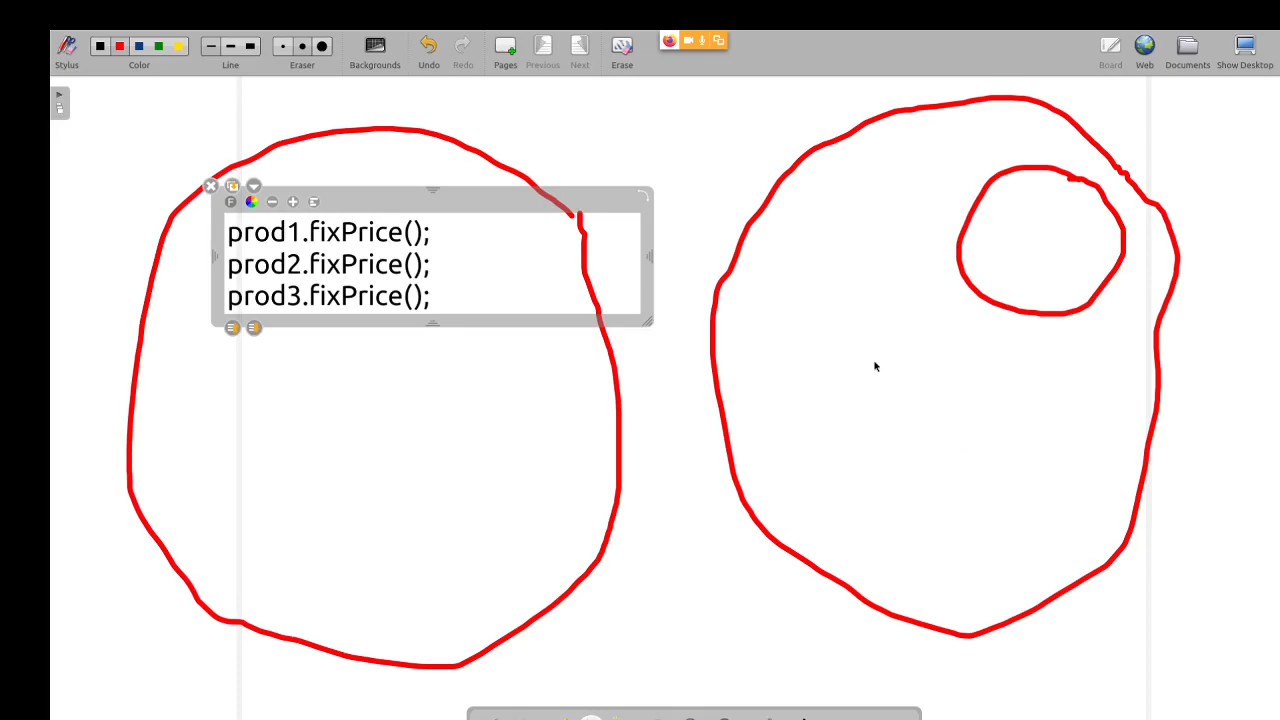 Stylus
Color
Line
Eraser
Backgrounds
Undo
Redo
Pages
Previous
Next
Erase
Board
Web
Documents
Show Desktop
F
prod1.fixPrice();
prod2.fixPrice();
prod3.fixPrice();